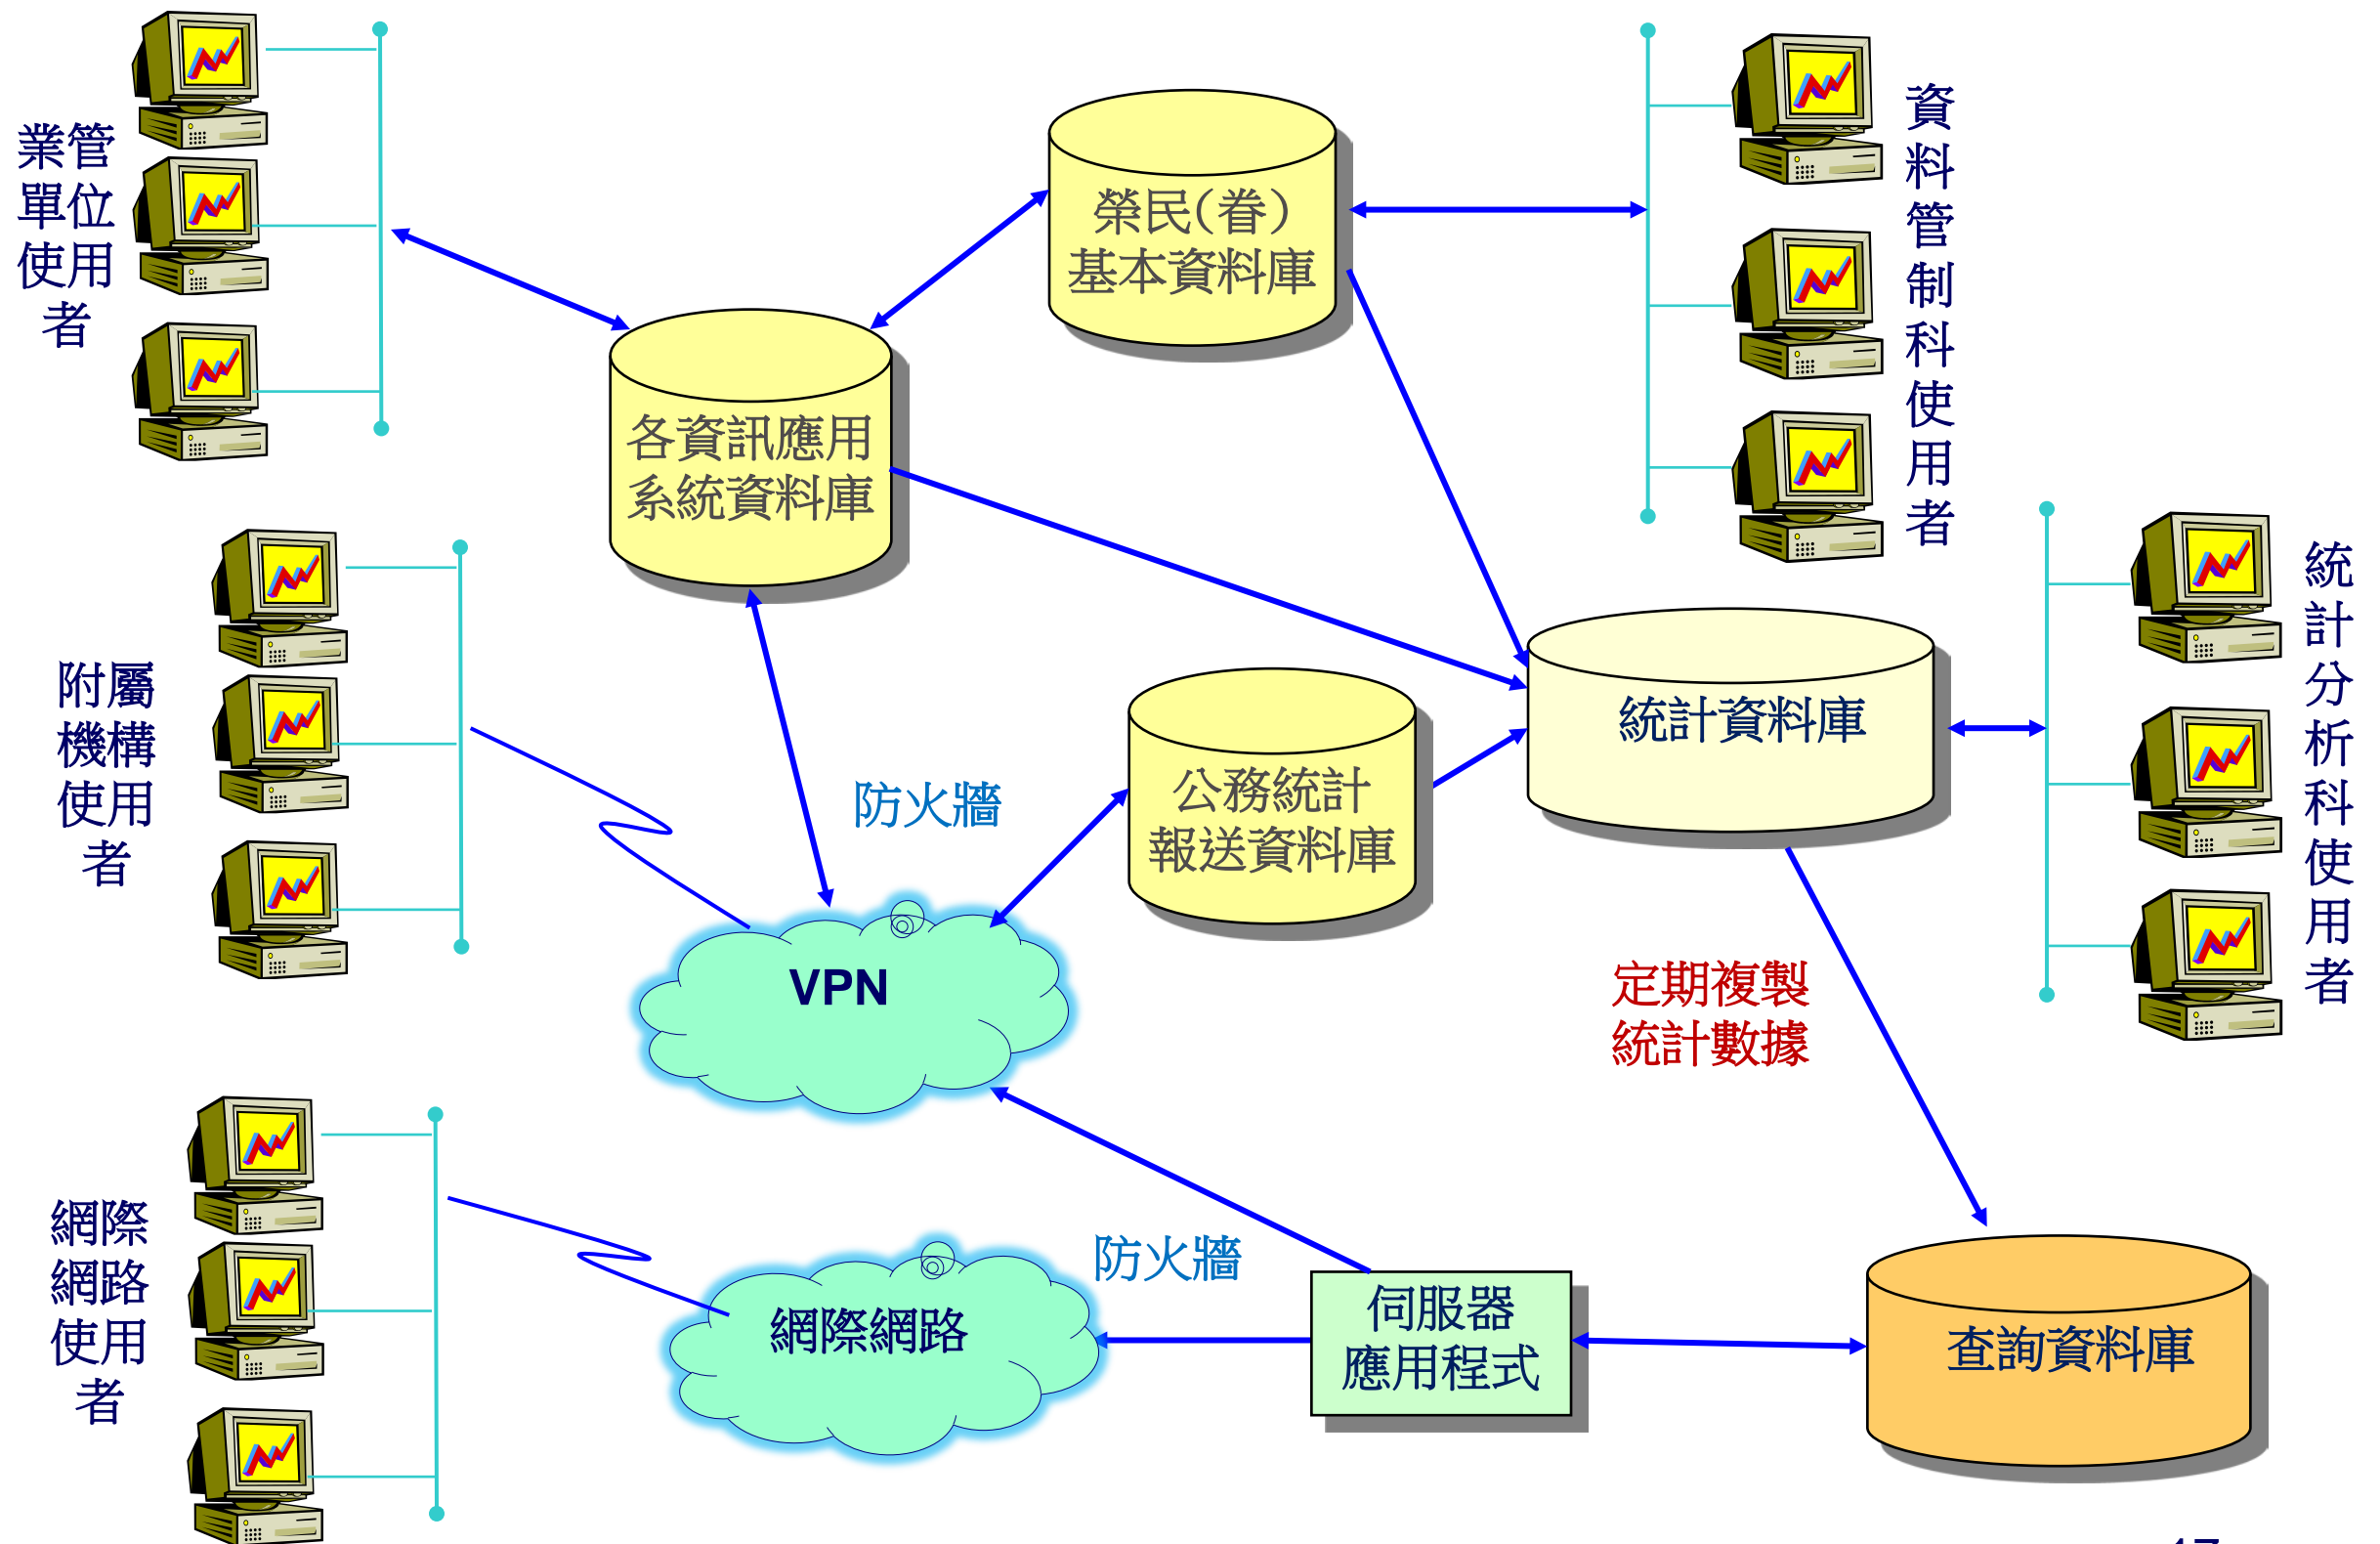 業管
單位
使用
者
榮民(眷)
基本資料庫
資
料
管
制
科
使
用
者
各資訊應用
系統資料庫
附屬
機構
使用
者
防火牆
公務統計
報送資料庫
統計資料庫
統
計
分
析
科
使
用
者
VPN
定期複製
統計數據
網際
網路
使用
者
網際網路
防火牆
伺服器
應用程式
查詢資料庫